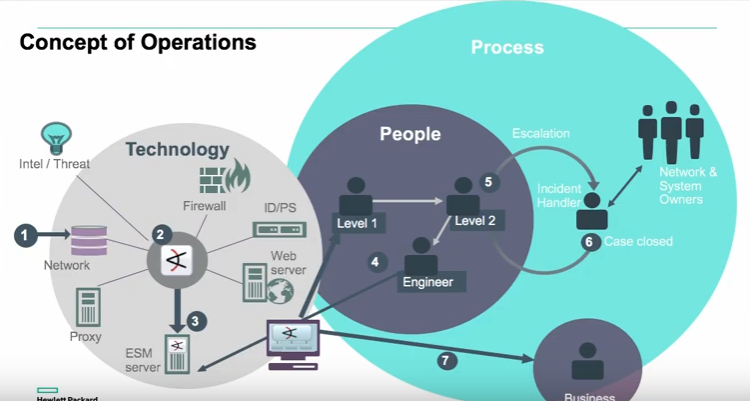 Concept of Operations
Process
People
Technology
Intel / Threat
Firewall
ID/PS
Escalation
Network &
System
Owners
Incident
Handler
Level 1
Level 2
5
1
2
Network
Web
server
6
Case closed
4
Engineer
3
Proxy
ESM
server
7
Business
Hewlett Packard